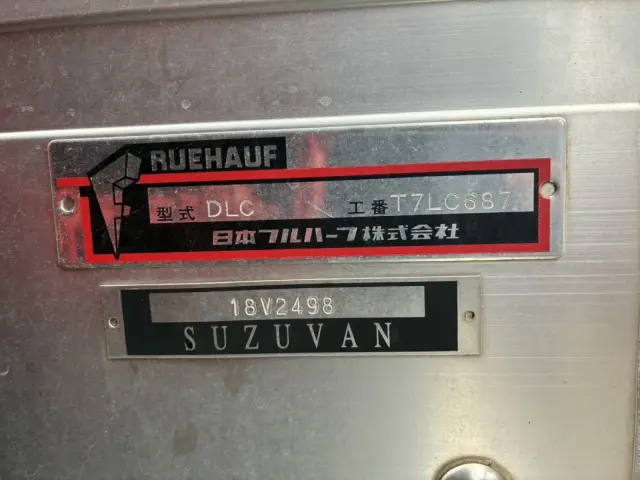 RUEHAUF
型式 DLC 工番 T7LC687
日本フルハーフ株式会社
18V2498
SUZUVAN